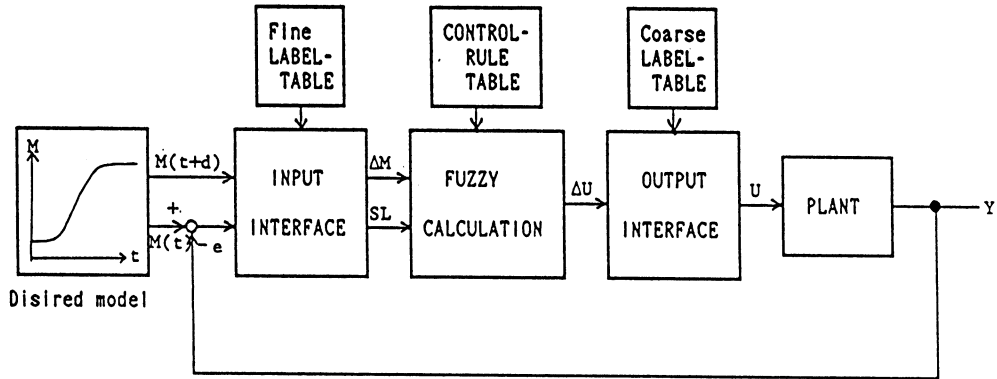 Fine
LABEL-
TABLE
CONTROL-
RULE
TABLE
Coarse
LABEL-
TABLE
M
t
M(t+d)
+
M(t)
-
e
INPUT
INTERFACE
ΔM
SL
FUZZY
CALCULATION
ΔU
OUTPUT
INTERFACE
U
PLANT
Y
Disired model